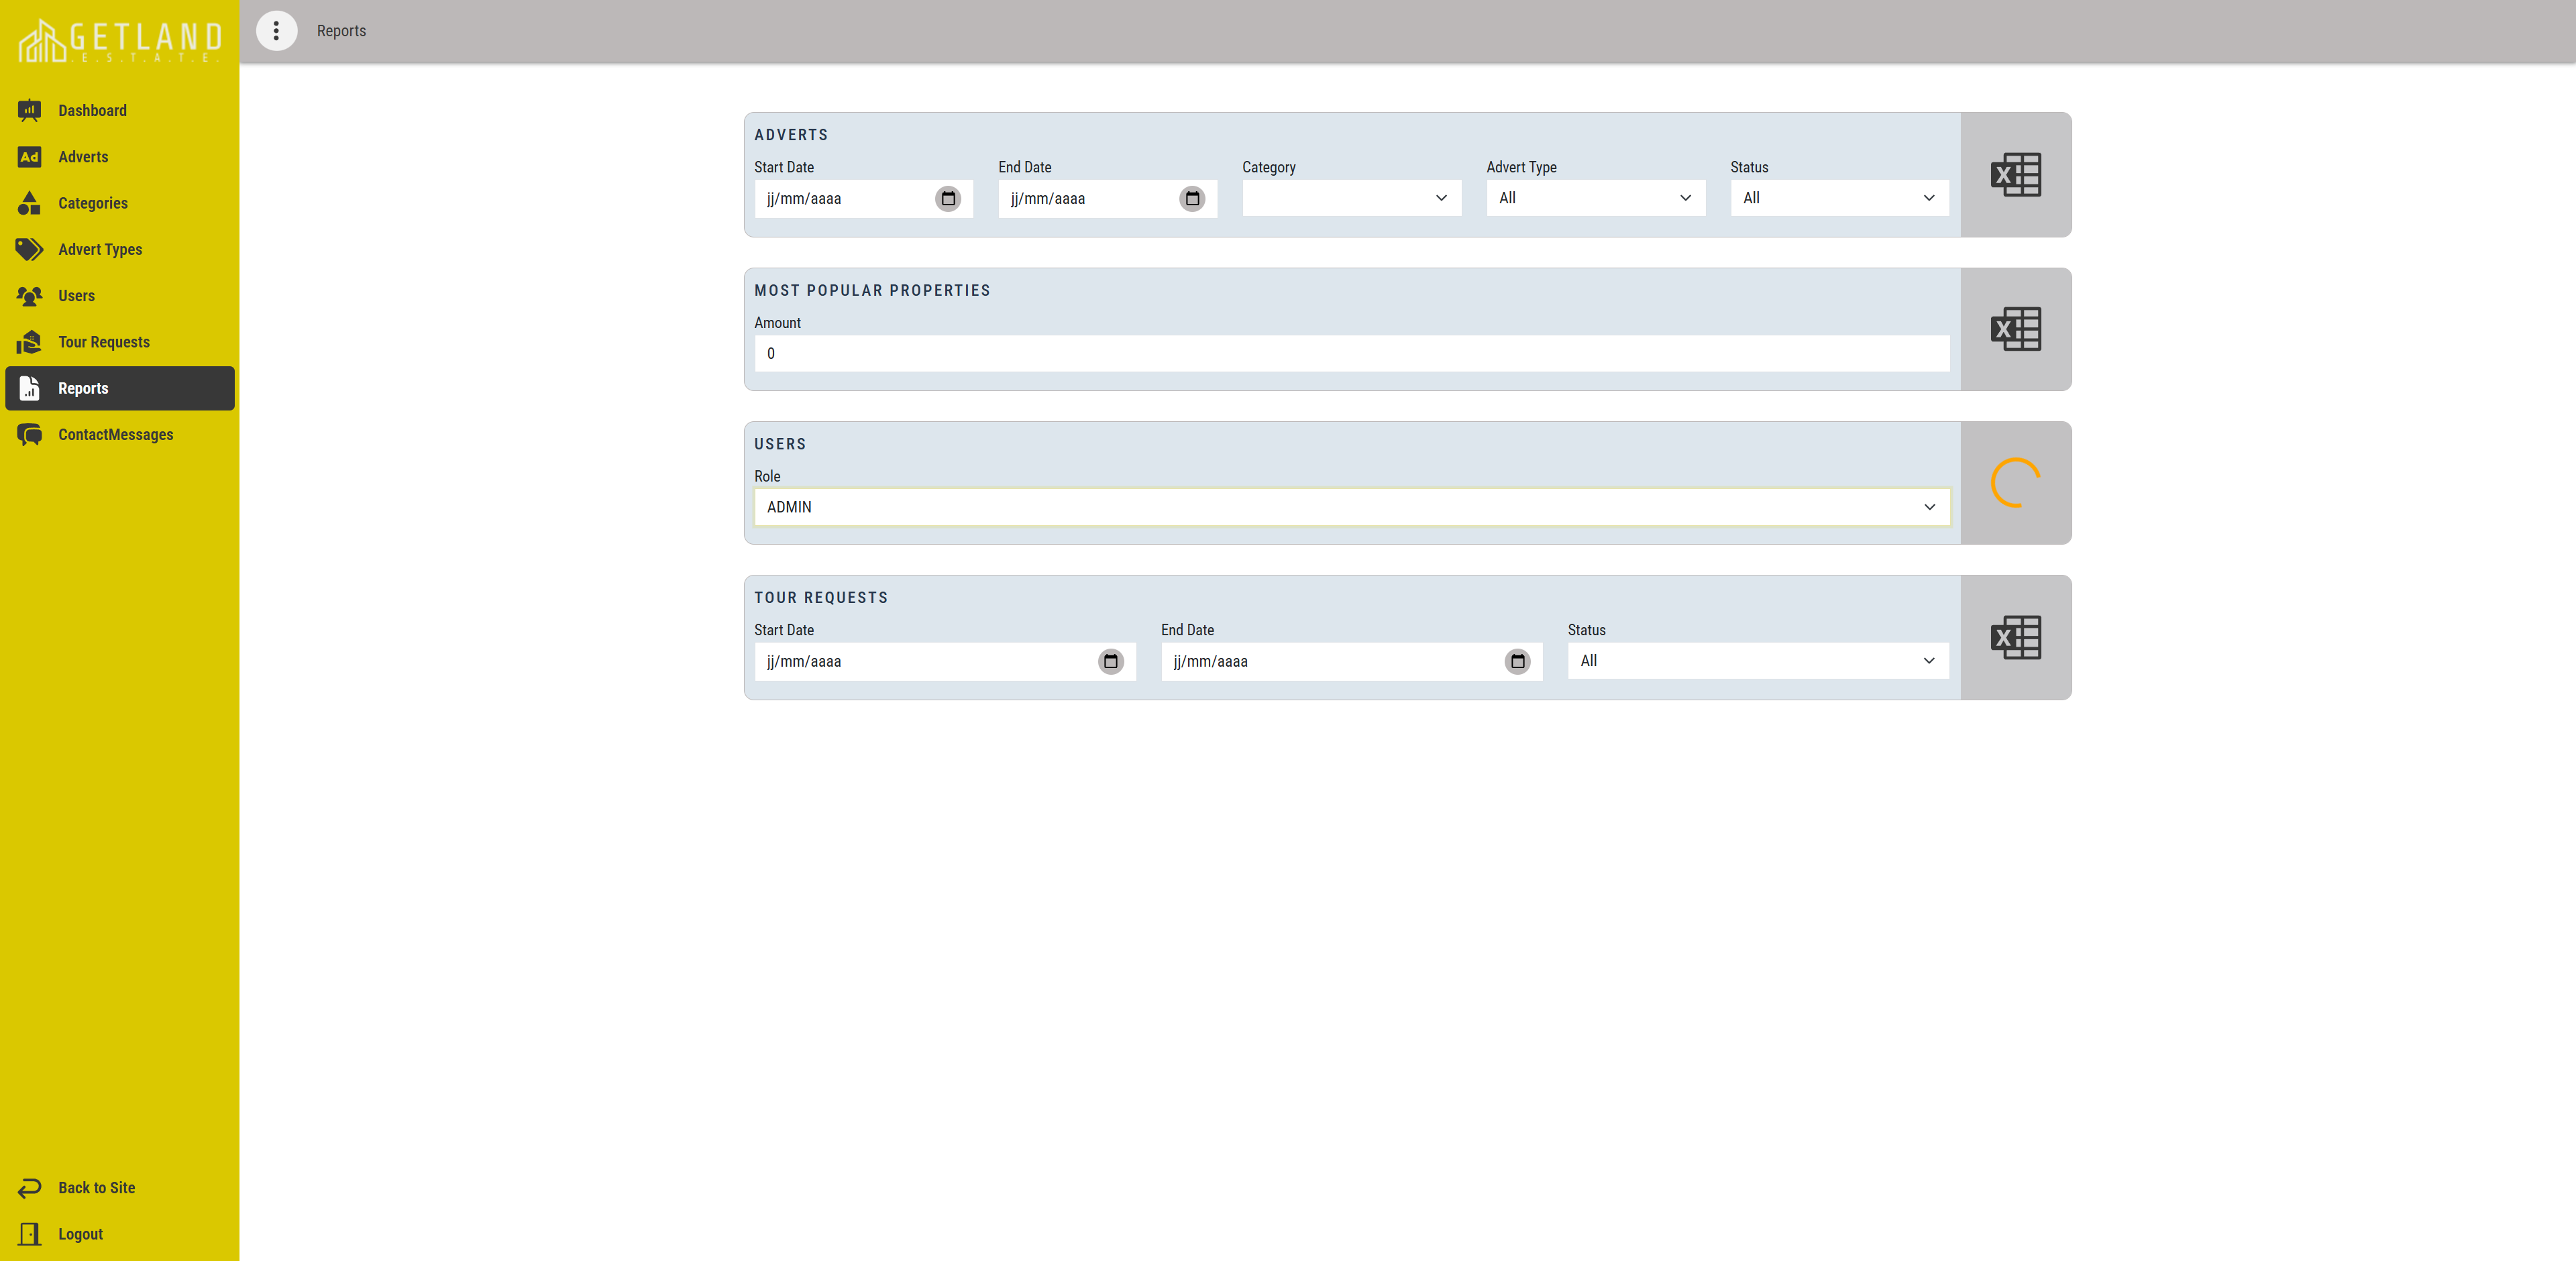 GETLAND
.E.S.T.A.T.E.
Reports
Dashboard
Adverts
Categories
Advert Types
Users
Tour Requests
Reports
ContactMessages
Back to Site
Logout
ADVERTS
Start Date End Date Category Advert Type Status
jj/mm/aaaa jj/mm/aaaa All All
MOST POPULAR PROPERTIES
Amount
0
USERS
Role
ADMIN
TOUR REQUESTS
Start Date End Date Status
jj/mm/aaaa jj/mm/aaaa All